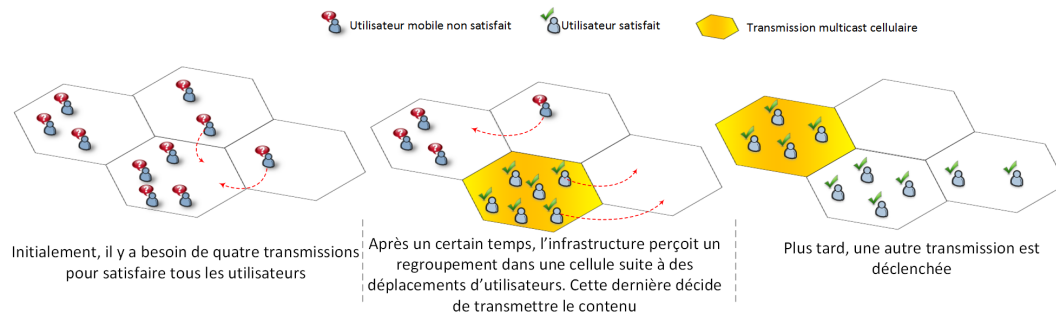 Utilisateur mobile non satisfait
Utilisateur satisfait
Transmission multicast cellulaire
Initialement, il y a besoin de quatre transmissions
pour satisfaire tous les utilisateurs
Après un certain temps, l'infrastructure perçoit un
regroupement dans une cellule suite à des
déplacements d'utilisateurs. Cette dernière décide
de transmettre le contenu
Plus tard, une autre transmission est
déclenchée